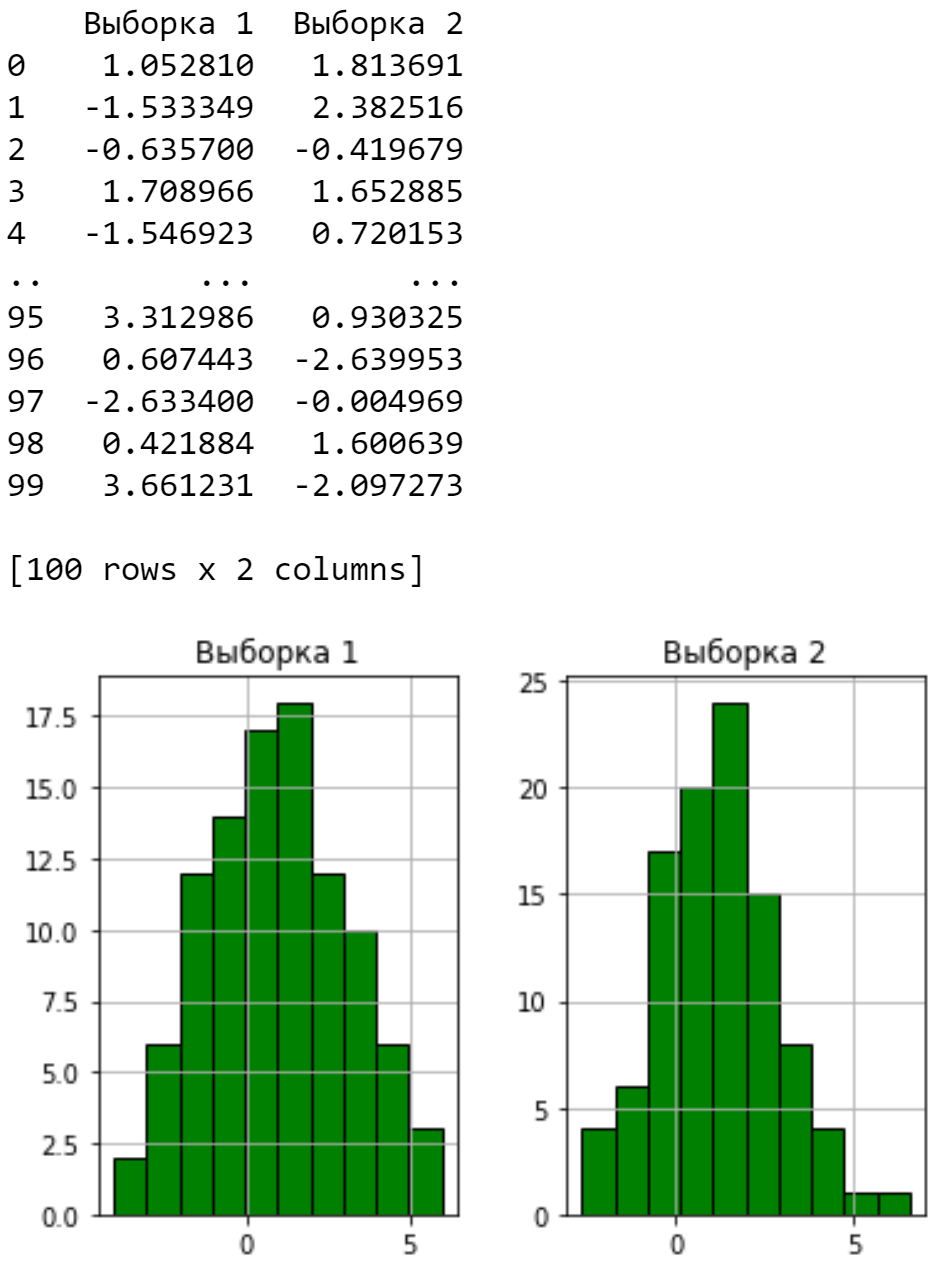 Выборка 1 Выборка 2
0 1.052810 1.813691
1 -1.533349 2.382516
2 -0.635700 -0.419679
3 1.708966 1.652885
4 -1.546923 0.720153
.. ... ...
95 3.312986 0.930325
96 0.607443 -2.639953
97 -2.633400 -0.004969
98 0.421884 1.600639
99 3.661231 -2.097273
[100 rows x 2 columns]
Выборка 1
17.5
15.0
12.5
10.0
7.5
5.0
2.5
0.0
0 5
Выборка 2
25
20
15
10
5
0
0 5